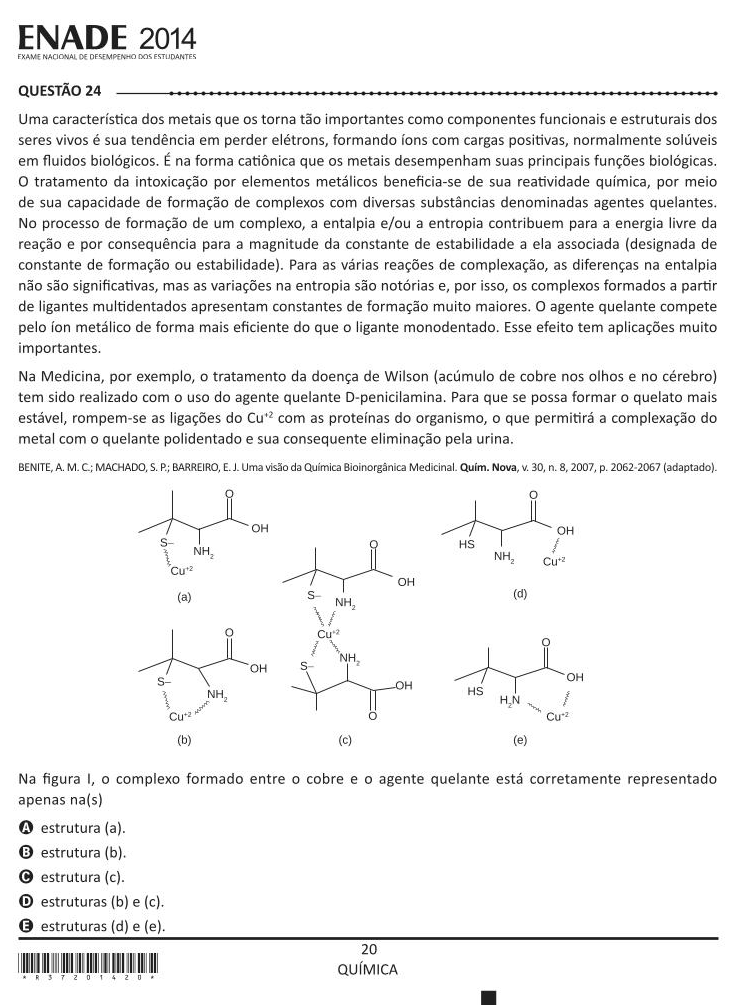 ENADE 2014
EXAME NACIONAL DE DESEMPENHO DOS ESTUDANTES
QUESTÃO 24
Uma característica dos metais que os torna tão importantes como componentes funcionais e estruturais dos
seres vivos é sua tendência em perder elétrons, formando íons com cargas positivas, normalmente solúveis
em fluidos biológicos. É na forma catiônica que os metais desempenham suas principais funções biológicas.
O tratamento da intoxicação por elementos metálicos beneficia-se de sua reatividade química, por meio
de sua capacidade de formação de complexos com diversas substâncias denominadas agentes quelantes.
No processo de formação de um complexo, a entalpia e/ou a entropia contribuem para a energia livre da
reação e por consequência para a magnitude da constante de estabilidade a ela associada (designada de
constante de formação ou estabilidade). Para as várias reações de complexação, as diferenças na entalpia
não são significativas, mas as variações na entropia são notórias e, por isso, os complexos formados a partir
de ligantes multidentados apresentam constantes de formação muito maiores. O agente quelante compete
pelo íon metálico de forma mais eficiente do que o ligante monodentado. Esse efeito tem aplicações muito
importantes.
Na Medicina, por exemplo, o tratamento da doença de Wilson (acúmulo de cobre nos olhos e no cérebro)
tem sido realizado com o uso do agente quelante D-penicilamina. Para que se possa formar o quelato mais
estável, rompem-se as ligações do Cu⁺² com as proteínas do organismo, o que permitirá a complexação do
metal com o quelante polidentado e sua consequente eliminação pela urina.
BENITE, A. M. C.; MACHADO, S. P.; BARREIRO, E. J. Uma visão da Química Bioinorgânica Medicinal. Quím. Nova, v. 30, n. 8, 2007, p. 2062-2067 (adaptado).
O
OH
S–
NH₂
Cu⁺²
(a)
O
OH
S–
NH₂
Cu⁺²
(b)
O
OH
S–
NH₂
Cu⁺²
S–
NH₂
OH
O
(c)
O
OH
HS
NH₂
Cu⁺²
(d)
O
OH
HS
H₂N
Cu⁺²
(e)
Na figura I, o complexo formado entre o cobre e o agente quelante está corretamente representado
apenas na(s)
A estrutura (a).
B estrutura (b).
C estrutura (c).
D estruturas (b) e (c).
E estruturas (d) e (e).
20
QUÍMICA
* R 3 7 2 0 1 4 2 0 *